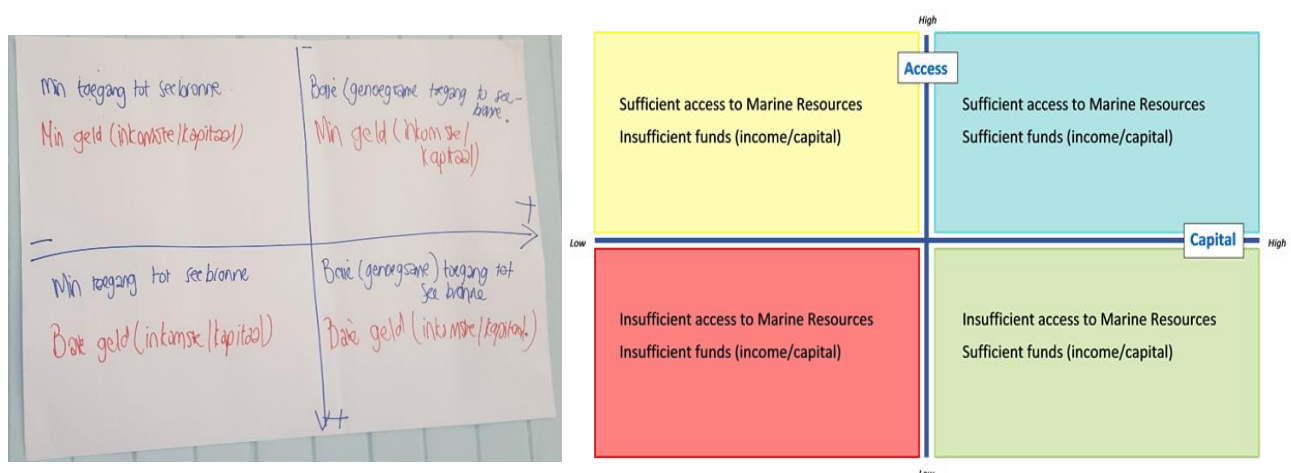 -
Min toegang tot seebronne
Min geld (inkomste/kapitaal)
Baie (genoegsame toegang to see-
bronne.
Min geld (inkomste/
kapitaal)
-
+
Min toegang tot seebronne
Baie geld (inkomste/kapitaal)
Baie (genoegsame) toegang tot
see bronne
Baie geld (inkomste/kapitaal.)
+
High
Access
Sufficient access to Marine Resources
Insufficient funds (income/capital)
Sufficient access to Marine Resources
Sufficient funds (income/capital)
Low
Capital
High
Insufficient access to Marine Resources
Insufficient funds (income/capital)
Insufficient access to Marine Resources
Sufficient funds (income/capital)
Low